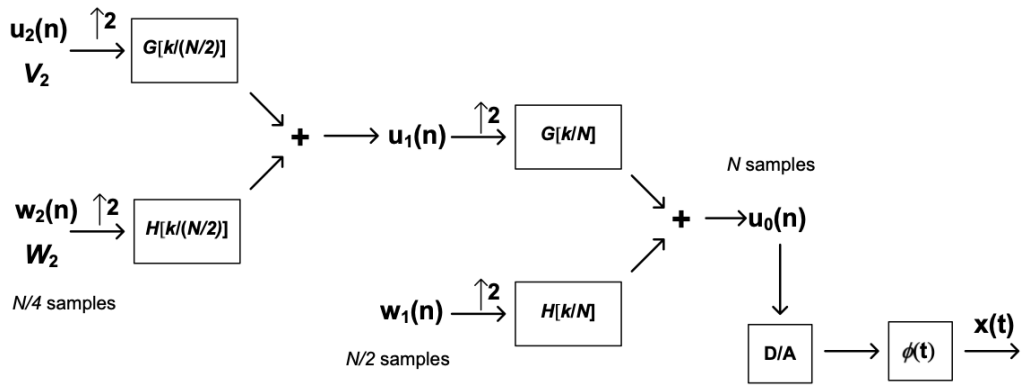 u₂(n) ↑2
V₂
G[k/(N/2)]
+
u₁(n) ↑2
G[k/N]
N samples
w₂(n) ↑2
W₂
H[k/(N/2)]
+
u₀(n)
N/4 samples
w₁(n) ↑2
H[k/N]
N/2 samples
D/A
ϕ(t)
x(t)